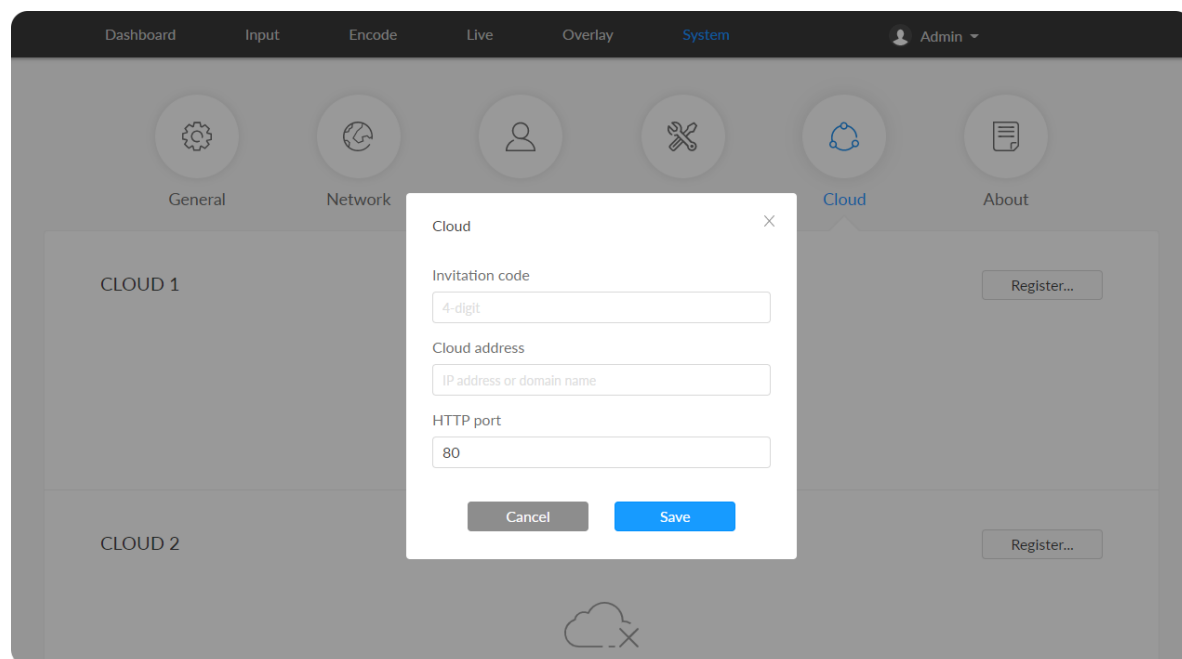 Dashboard Input Encode Live Overlay System Admin
General Network Cloud About
Cloud
Invitation code
4-digit
Cloud address
IP address or domain name
HTTP port
80
Cancel Save
CLOUD 1 Register...
CLOUD 2 Register...